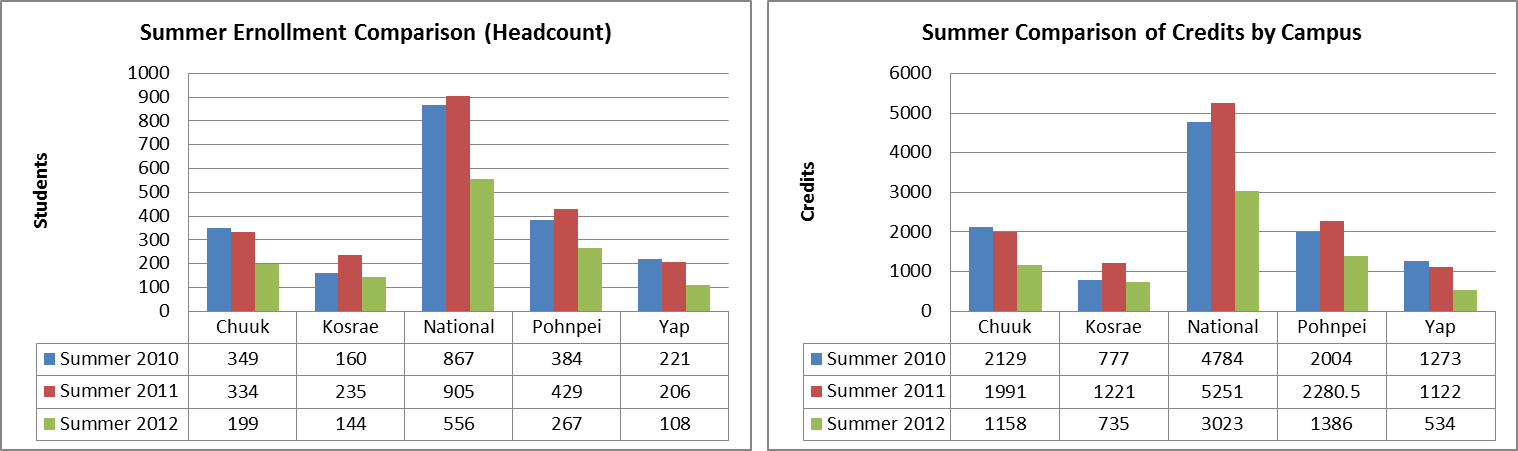 Summer Ernollment Comparison (Headcount)
Students
1000
900
800
700
600
500
400
300
200
100
0
Chuuk Kosrae National Pohnpei Yap
Summer 2010 349 160 867 384 221
Summer 2011 334 235 905 429 206
Summer 2012 199 144 556 267 108
Summer Comparison of Credits by Campus
Credits
6000
5000
4000
3000
2000
1000
0
Chuuk Kosrae National Pohnpei Yap
Summer 2010 2129 777 4784 2004 1273
Summer 2011 1991 1221 5251 2280.5 1122
Summer 2012 1158 735 3023 1386 534